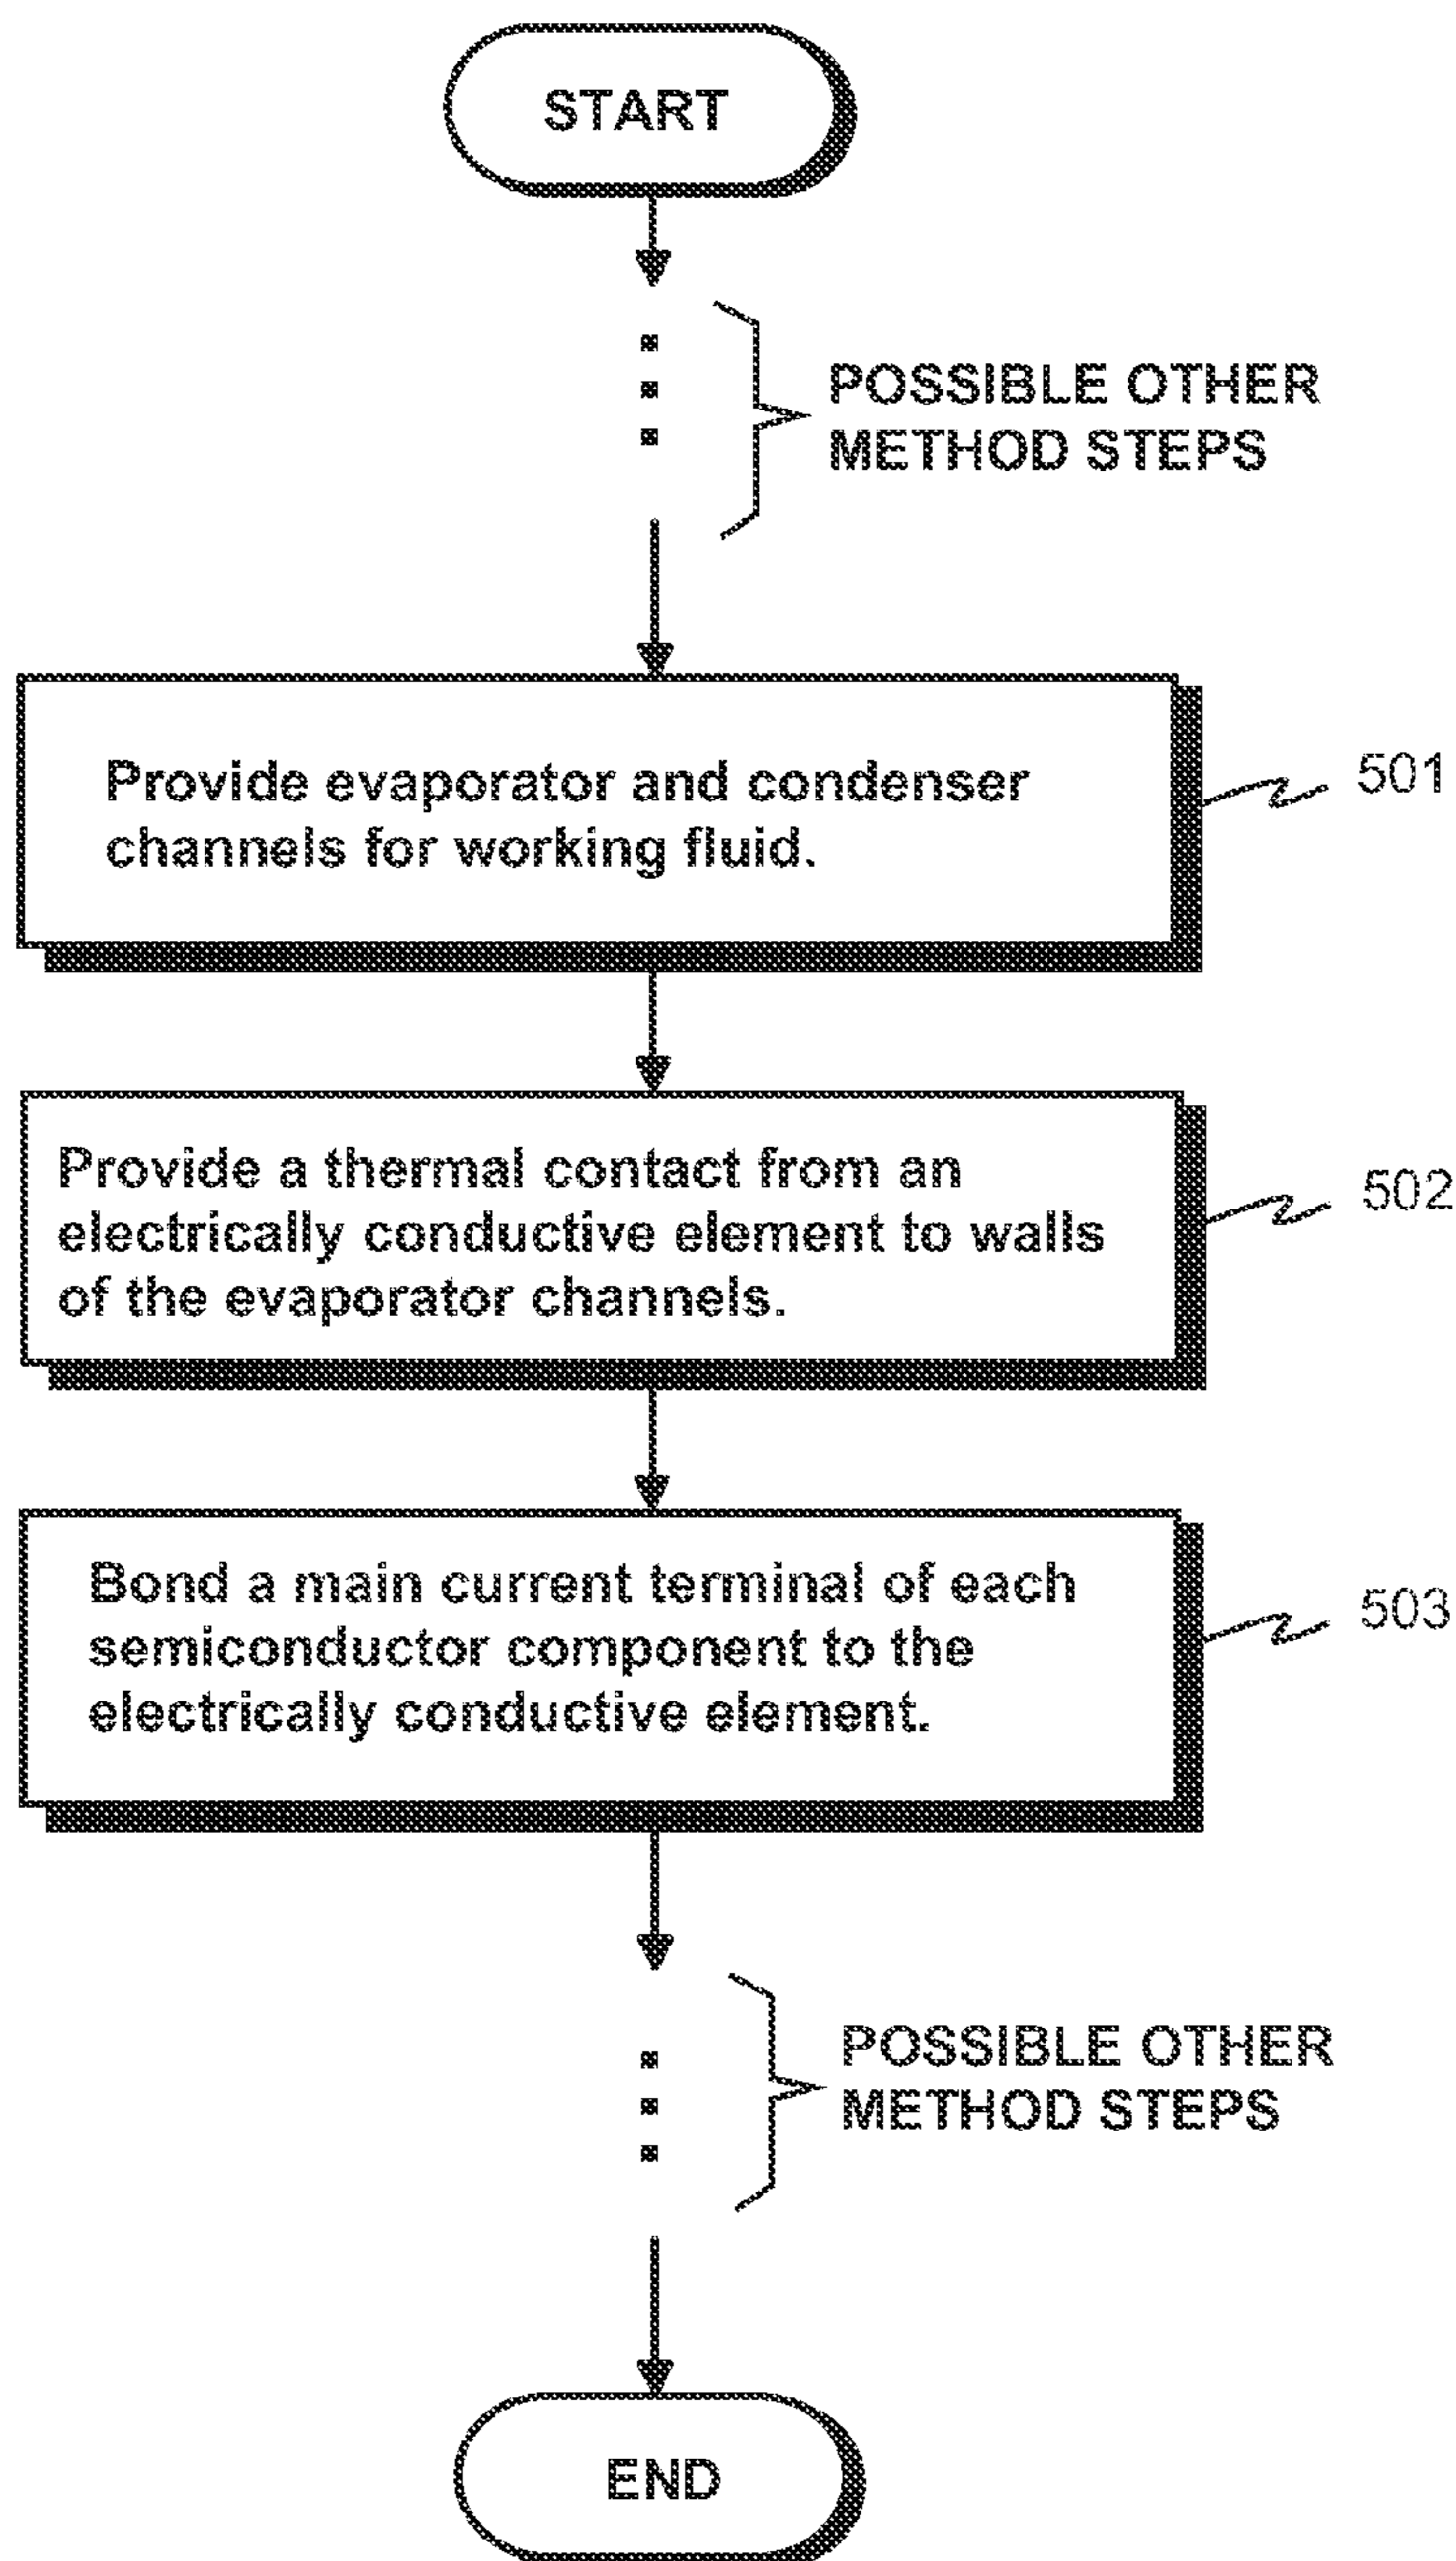 START
POSSIBLE OTHER
METHOD STEPS
Provide evaporator and condenser
channels for working fluid.
501
Provide a thermal contact from an
electrically conductive element to walls
of the evaporator channels.
502
Bond a main current terminal of each
semiconductor component to the
electrically conductive element.
503
POSSIBLE OTHER
METHOD STEPS
END